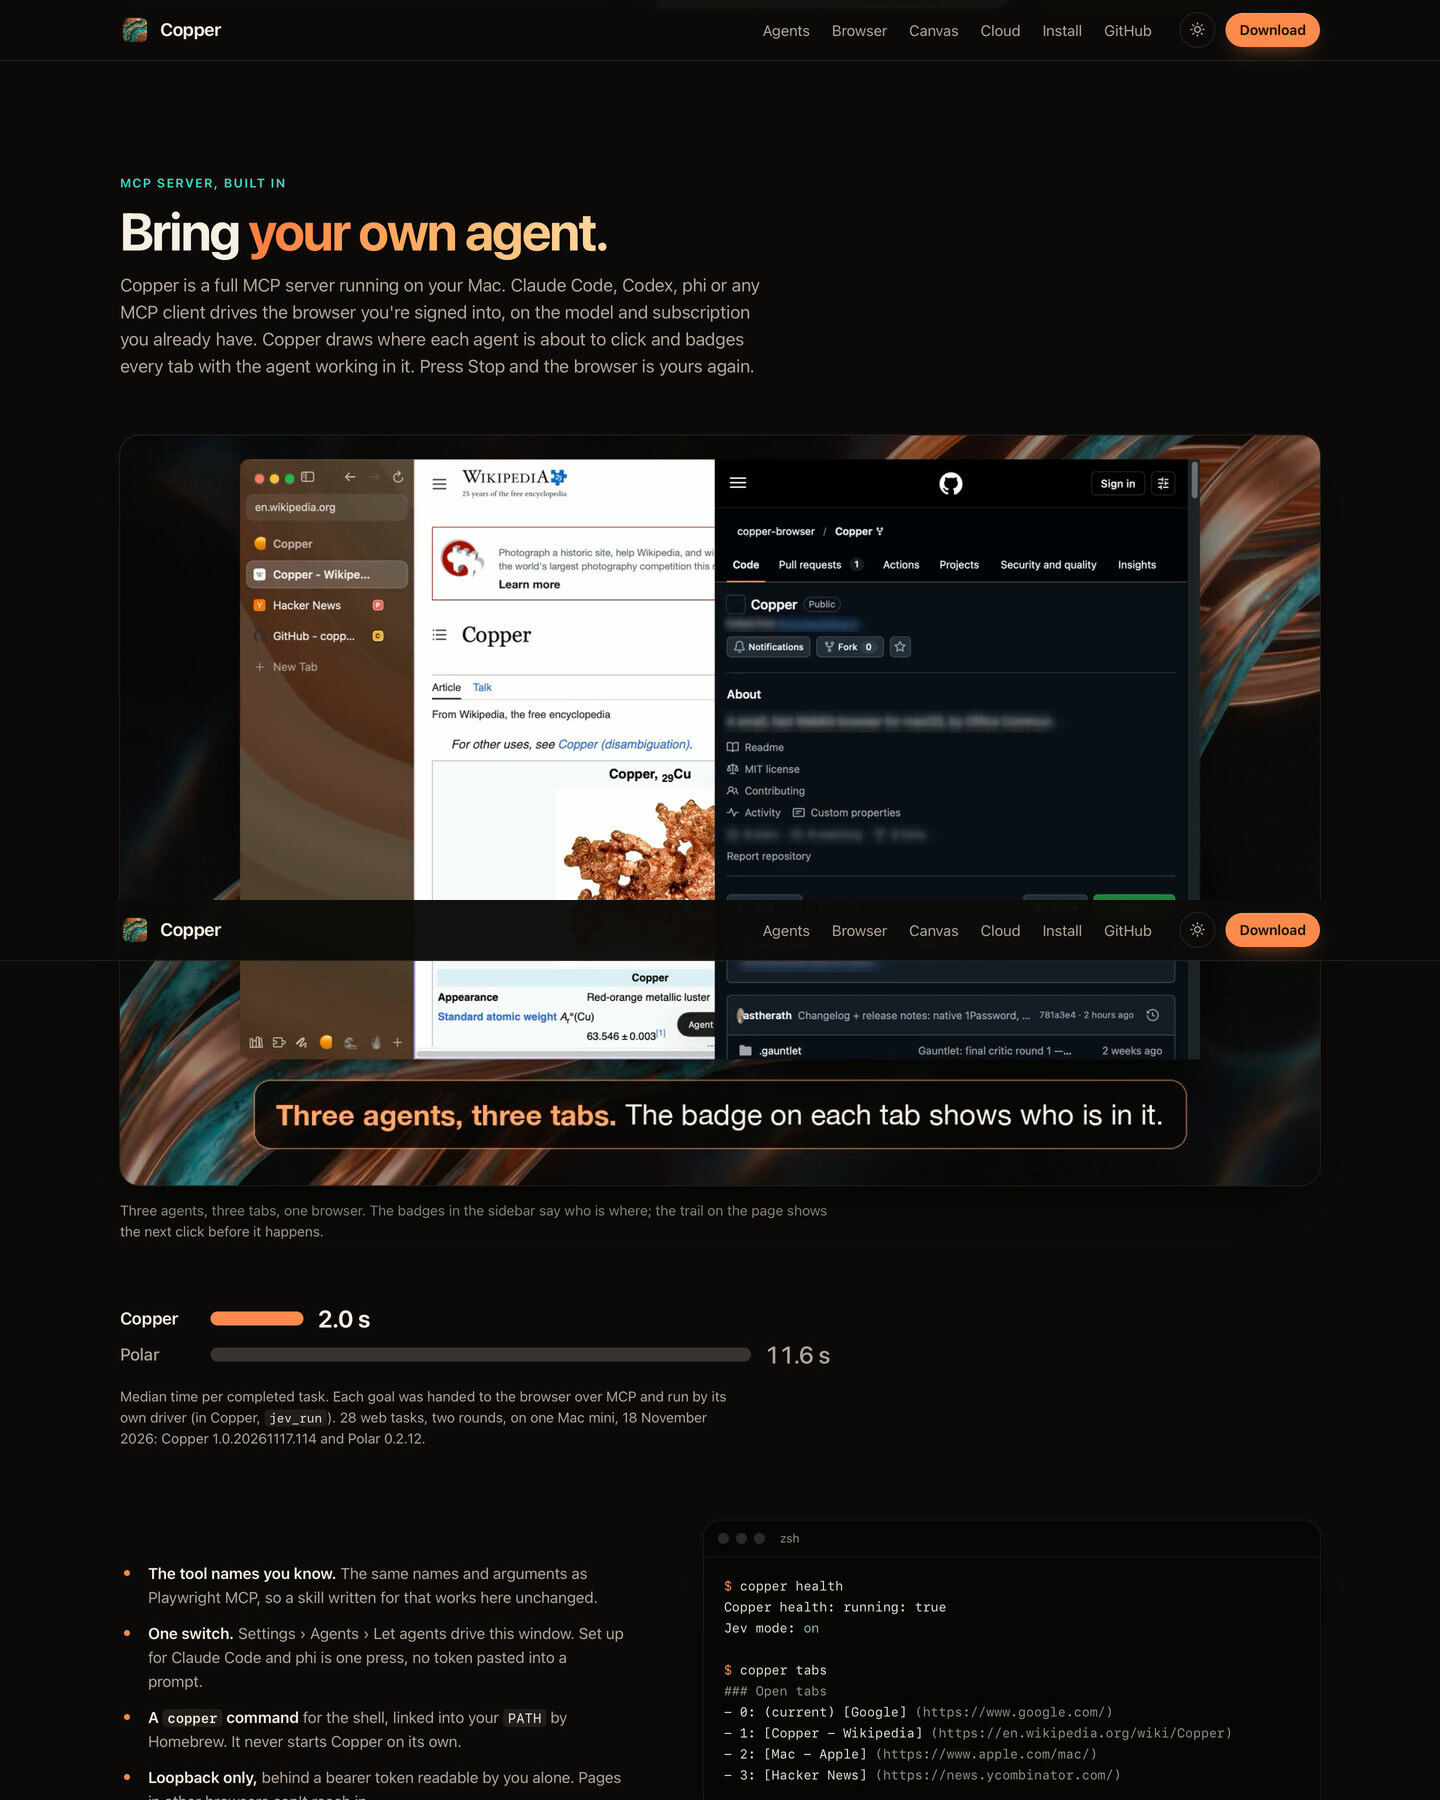 Copper
Agents Browser Canvas Cloud Install GitHub Download
MCP SERVER, BUILT IN
Bring your own agent.
Copper is a full MCP server running on your Mac. Claude Code, Codex, phi or any
MCP client drives the browser you're signed into, on the model and subscription
you already have. Copper draws where each agent is about to click and badges
every tab with the agent working in it. Press Stop and the browser is yours again.
en.wikipedia.org
Copper
Copper - Wikipe...
Hacker News P
GitHub - copp... C
New Tab
WIKIPEDIA
25 years of the free encyclopedia
Photograph a historic site, help Wikipedia, and wi
the world's largest photography competition this
Learn more
Copper
Article Talk
From Wikipedia, the free encyclopedia
For other uses, see Copper (disambiguation).
Copper, 29Cu
Sign in
copper-browser / Copper
Code Pull requests 1 Actions Projects Security and quality Insights
Copper Public
Notifications Fork 0
About
Readme
MIT license
Contributing
Activity Custom properties
Report repository
Copper
Agents Browser Canvas Cloud Install GitHub Download
Copper
Appearance Red-orange metallic luster
Standard atomic weight Ar°(Cu)
63.546 ±0.003[1]
Agent
astherath Changelog + release notes: native 1Password, ... 781a3e4 · 2 hours ago
.gauntlet Gauntlet: final critic round 1 —... 2 weeks ago
Three agents, three tabs. The badge on each tab shows who is in it.
Three agents, three tabs, one browser. The badges in the sidebar say who is where; the trail on the page shows
the next click before it happens.
Copper 2.0 s
Polar 11.6 s
Median time per completed task. Each goal was handed to the browser over MCP and run by its
own driver (in Copper, jev_run). 28 web tasks, two rounds, on one Mac mini, 18 November
2026: Copper 1.0.20261117.114 and Polar 0.2.12.
• The tool names you know. The same names and arguments as
Playwright MCP, so a skill written for that works here unchanged.
• One switch. Settings › Agents › Let agents drive this window. Set up
for Claude Code and phi is one press, no token pasted into a
prompt.
• A copper command for the shell, linked into your PATH by
Homebrew. It never starts Copper on its own.
• Loopback only, behind a bearer token readable by you alone. Pages
in other browsers can't reach in.
zsh
$ copper health
Copper health: running: true
Jev mode: on
$ copper tabs
### Open tabs
– 0: (current) [Google] (https://www.google.com/)
– 1: [Copper – Wikipedia] (https://en.wikipedia.org/wiki/Copper)
– 2: [Mac – Apple] (https://www.apple.com/mac/)
– 3: [Hacker News] (https://news.ycombinator.com/)